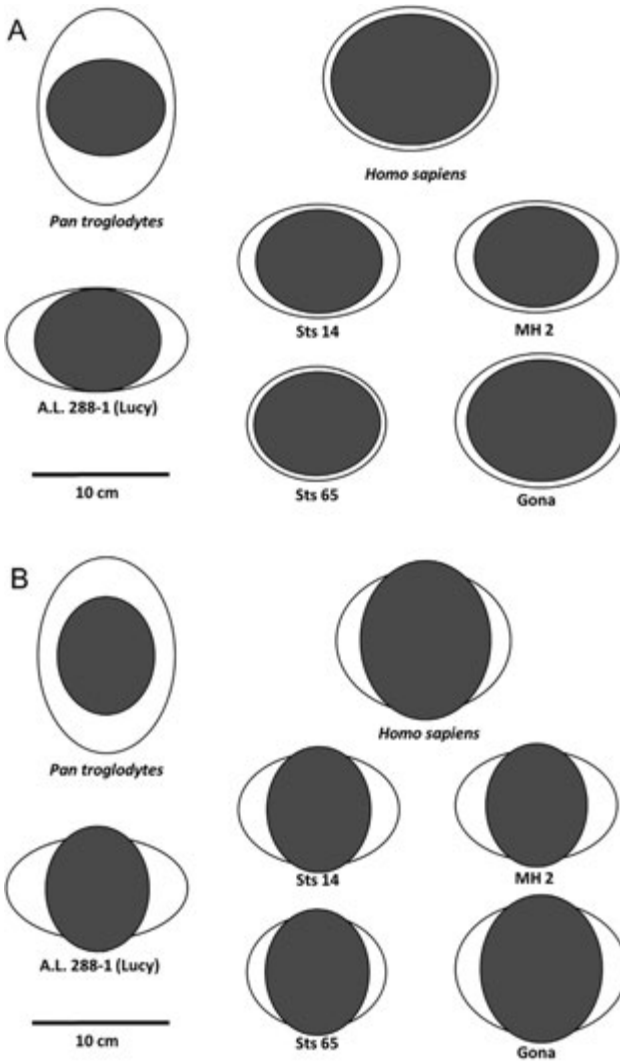 A
Pan troglodytes
Homo sapiens
Sts 14
MH 2
A.L. 288-1 (Lucy)
Sts 65
Gona
10 cm
B
Pan troglodytes
Homo sapiens
Sts 14
MH 2
A.L. 288-1 (Lucy)
Sts 65
Gona
10 cm